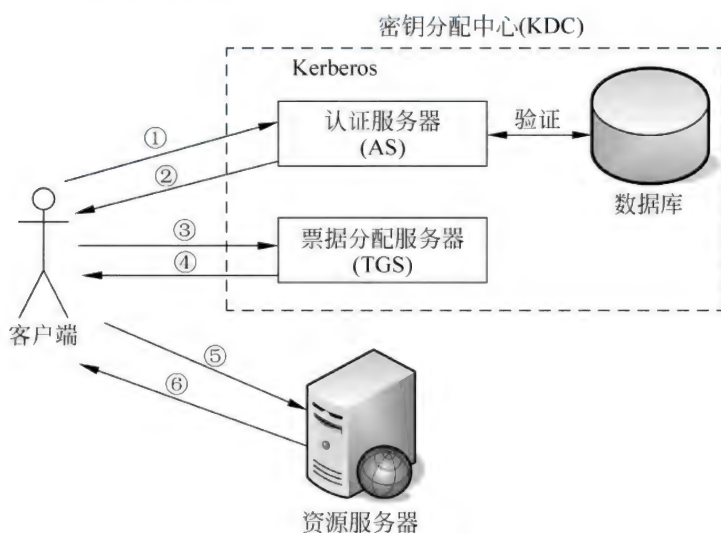 密钥分配中心(KDC)
Kerberos
认证服务器
(AS)
验证
数据库
①
②
③
票据分配服务器
(TGS)
④
客户端
⑤
⑥
资源服务器